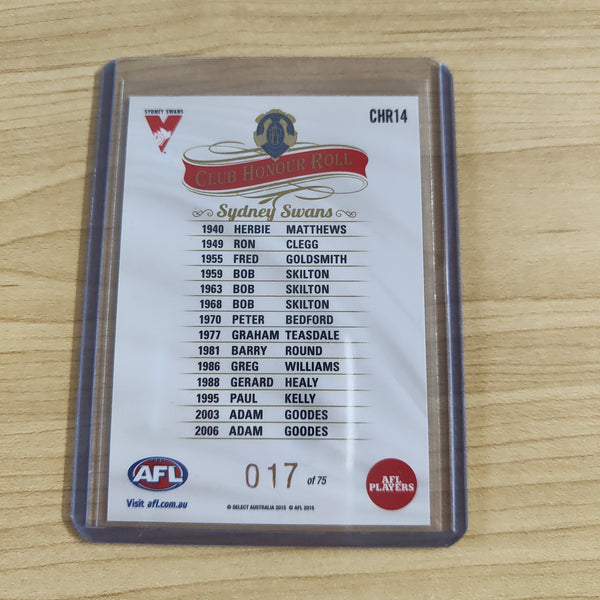 SYDNEY SWANS
CHR14
CLUB HONOUR ROLL
Sydney Swans
1940 HERBIE MATTHEWS
1949 RON CLEGG
1955 FRED GOLDSMITH
1959 BOB SKILTON
1963 BOB SKILTON
1968 BOB SKILTON
1970 PETER BEDFORD
1977 GRAHAM TEASDALE
1981 BARRY ROUND
1986 GREG WILLIAMS
1988 GERARD HEALY
1995 PAUL KELLY
2003 ADAM GOODES
2006 ADAM GOODES
AFL
017 of 75
AFL
PLAYERS
Visit afl.com.au
© SELECT AUSTRALIA 2015 © AFL 2015